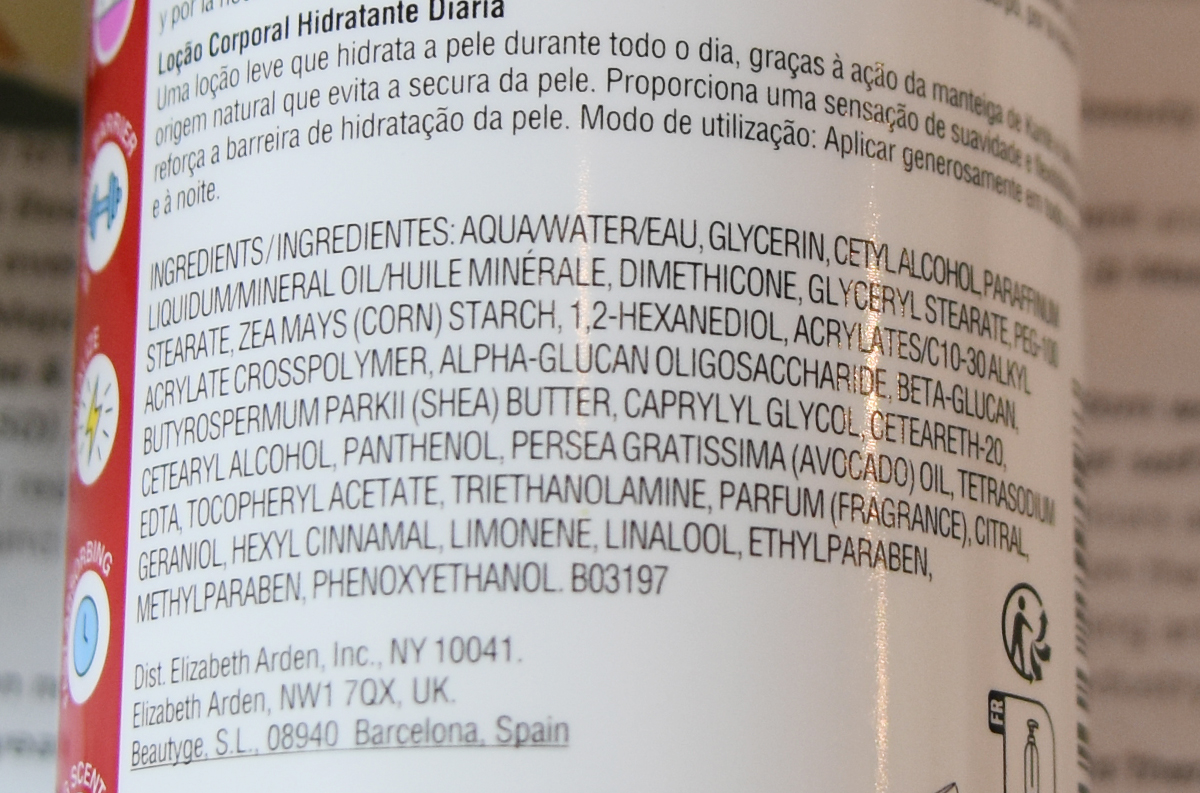 y por la
Loção Corporal Hidratante Diária
Uma loção leve que hidrata a pele durante todo o dia, graças à ação da manteiga de
origem natural que evita a secura da pele. Proporciona uma sensação de suavidade e
reforça a barreira de hidratação da pele. Modo de utilização: Aplicar generosamente em
e à noite.
INGREDIENTS/INGREDIENTES: AQUA/WATER/EAU, GLYCERIN, CETYL ALCOHOL, PARAFFINUM
LIQUIDUM/MINERAL OIL/HUILE MINÉRALE, DIMETHICONE, GLYCERYL STEARATE, PEG-100
STEARATE, ZEA MAYS (CORN) STARCH, 1,2-HEXANEDIOL, ACRYLATES/C10-30 ALKYL
ACRYLATE CROSSPOLYMER, ALPHA-GLUCAN OLIGOSACCHARIDE, BETA-GLUCAN,
BUTYROSPERMUM PARKII (SHEA) BUTTER, CAPRYLYL GLYCOL, CETEARETH-20,
CETEARYL ALCOHOL, PANTHENOL, PERSEA GRATISSIMA (AVOCADO) OIL, TETRASODIUM
EDTA, TOCOPHERYL ACETATE, TRIETHANOLAMINE, PARFUM (FRAGRANCE), CITRAL,
GERANIOL, HEXYL CINNAMAL, LIMONENE, LINALOOL, ETHYLPARABEN,
METHYLPARABEN, PHENOXYETHANOL. B03197
Dist. Elizabeth Arden, Inc., NY 10041.
Elizabeth Arden, NW1 7QX, UK.
Beautyge, S.L., 08940 Barcelona, Spain
FR
BARRIER
SCENT